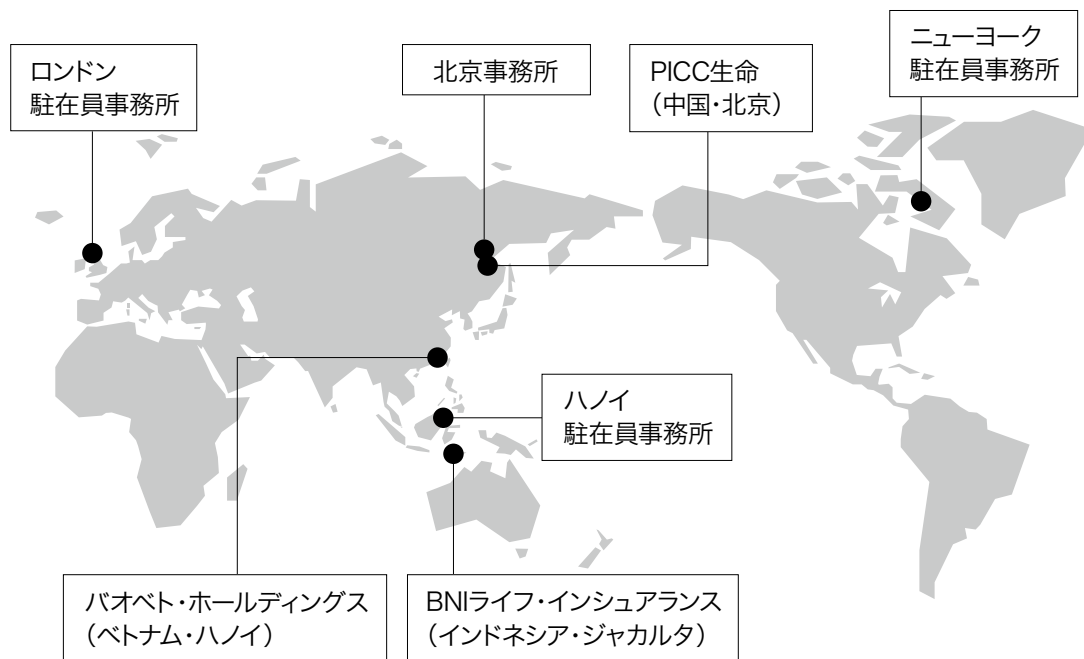 ロンドン
駐在員事務所
北京事務所
PICC生命
（中国・北京）
ニューヨーク
駐在員事務所
ハノイ
駐在員事務所
バオベト・ホールディングス
（ベトナム・ハノイ）
BNIライフ・インシュアランス
（インドネシア・ジャカルタ）